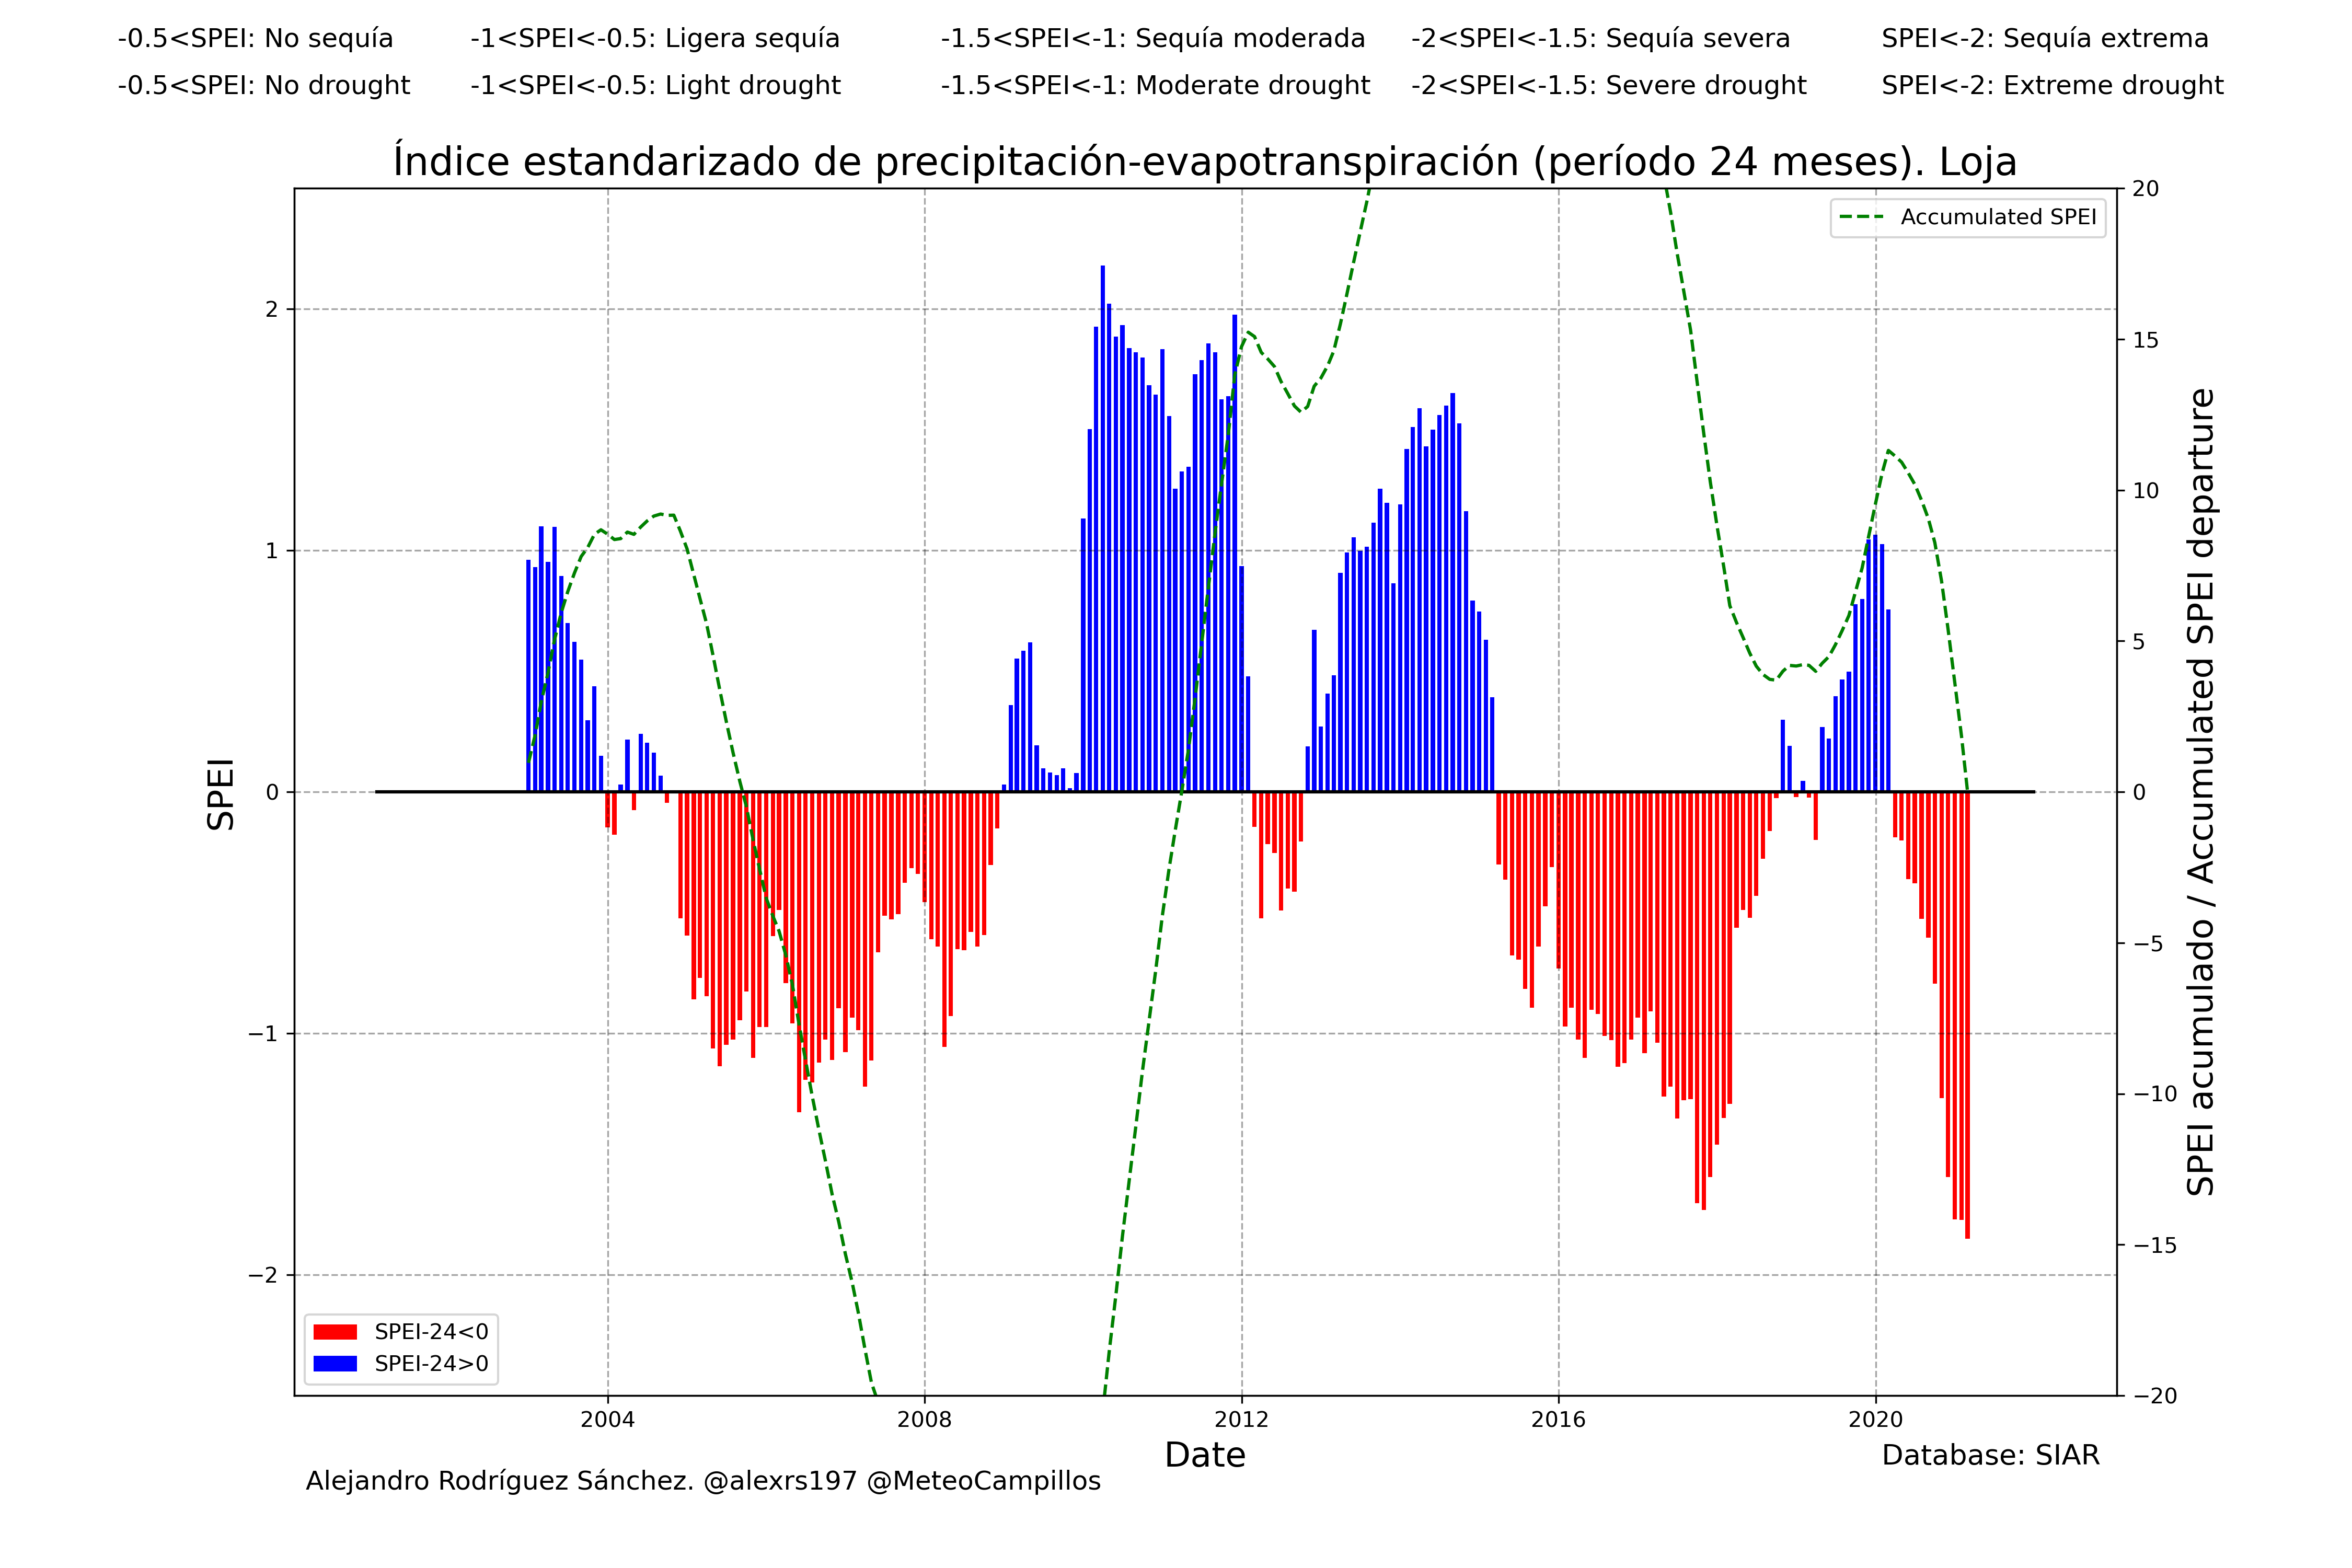 -0.5<SPEI: No sequía
-1<SPEI<-0.5: Ligera sequía
-1.5<SPEI<-1: Sequía moderada
-2<SPEI<-1.5: Sequía severa
SPEI<-2: Sequía extrema
-0.5<SPEI: No drought
-1<SPEI<-0.5: Light drought
-1.5<SPEI<-1: Moderate drought
-2<SPEI<-1.5: Severe drought
SPEI<-2: Extreme drought
Índice estandarizado de precipitación-evapotranspiración (período 24 meses). Loja
Accumulated SPEI
SPEI
2
1
0
−1
−2
20
15
10
5
0
−5
−10
−15
−20
SPEI acumulado / Accumulated SPEI departure
SPEI-24<0
SPEI-24>0
2004
2008
2012
2016
2020
Date
Database: SIAR
Alejandro Rodríguez Sánchez. @alexrs197 @MeteoCampillos